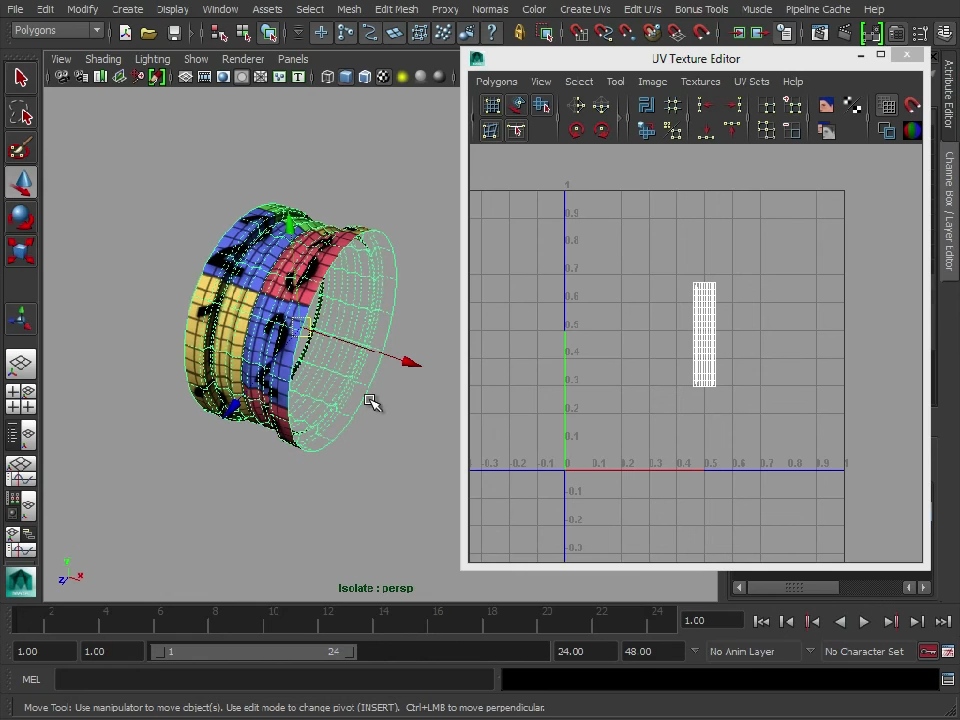 File Edit Modify Create Display Window Assets Select Mesh Edit Mesh Proxy Normals Color Create UVs Edit UVs Bonus Tools Muscle Pipeline Cache Help
Polygons
View Shading Lighting Show Renderer Panels
UV Texture Editor
Polygons View Select Tool Image Textures UV Sets Help
Attribute Editor
Channel Box / Layer Editor
1
0.9
0.8
0.7
0.6
0.5
0.4
0.3
0.2
0.1
-0.3 -0.2 -0.1 0 0.1 0.2 0.3 0.4 0.5 0.6 0.7 0.8 0.9 1
-0.1
-0.2
-0.3
y
z x
Isolate : persp
2 4 6 8 10 12 14 16 18 20 22 24
1.00
1.00 1.00 1 24 24.00 48.00 No Anim Layer No Character Set
MEL
Move Tool: Use manipulator to move object(s). Use edit mode to change pivot (INSERT). Ctrl+LMB to move perpendicular.